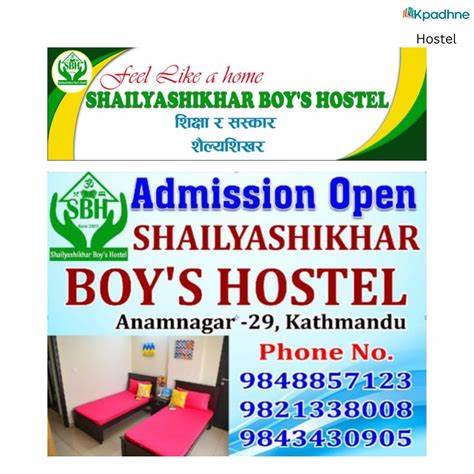 Kpadhne
Hostel
SBH
Feel Like a home
SHAILYASHIKHAR BOY'S HOSTEL
शिक्षा र सस्कार
शैल्यशिखर
SBH
Shailyashikhar Boy's Hostel
Admission Open
SHAILYASHIKHAR
BOY'S HOSTEL
Anamnagar -29, Kathmandu
Phone No.
9848857123
9821338008
9843430905